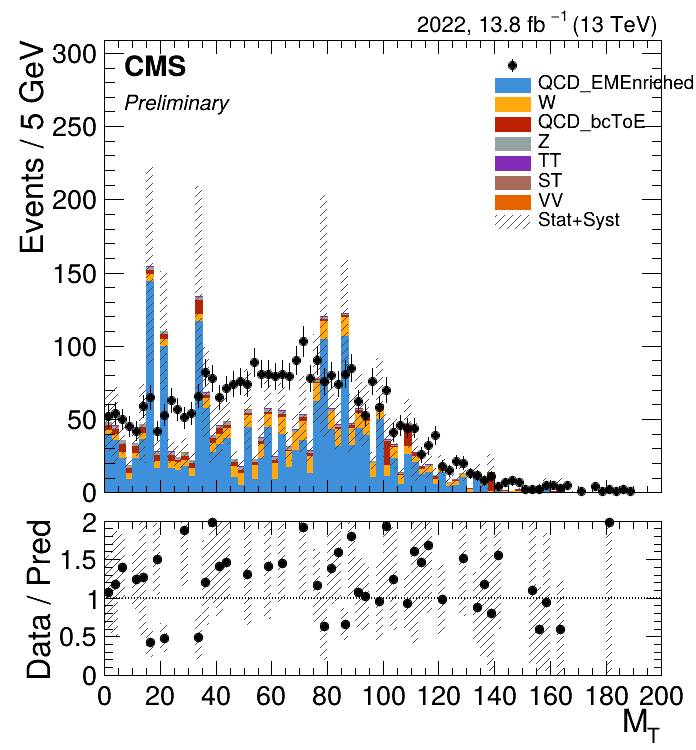 2022, 13.8 fb⁻¹ (13 TeV)
Events / 5 GeV
300
250
200
150
100
50
0
CMS
Preliminary
QCD_EMEnriched
W
QCD_bcToE
Z
TT
ST
VV
Stat+Syst
Data / Pred
2
1.5
1
0.5
0
0 20 40 60 80 100 120 140 160 180 200
M_T